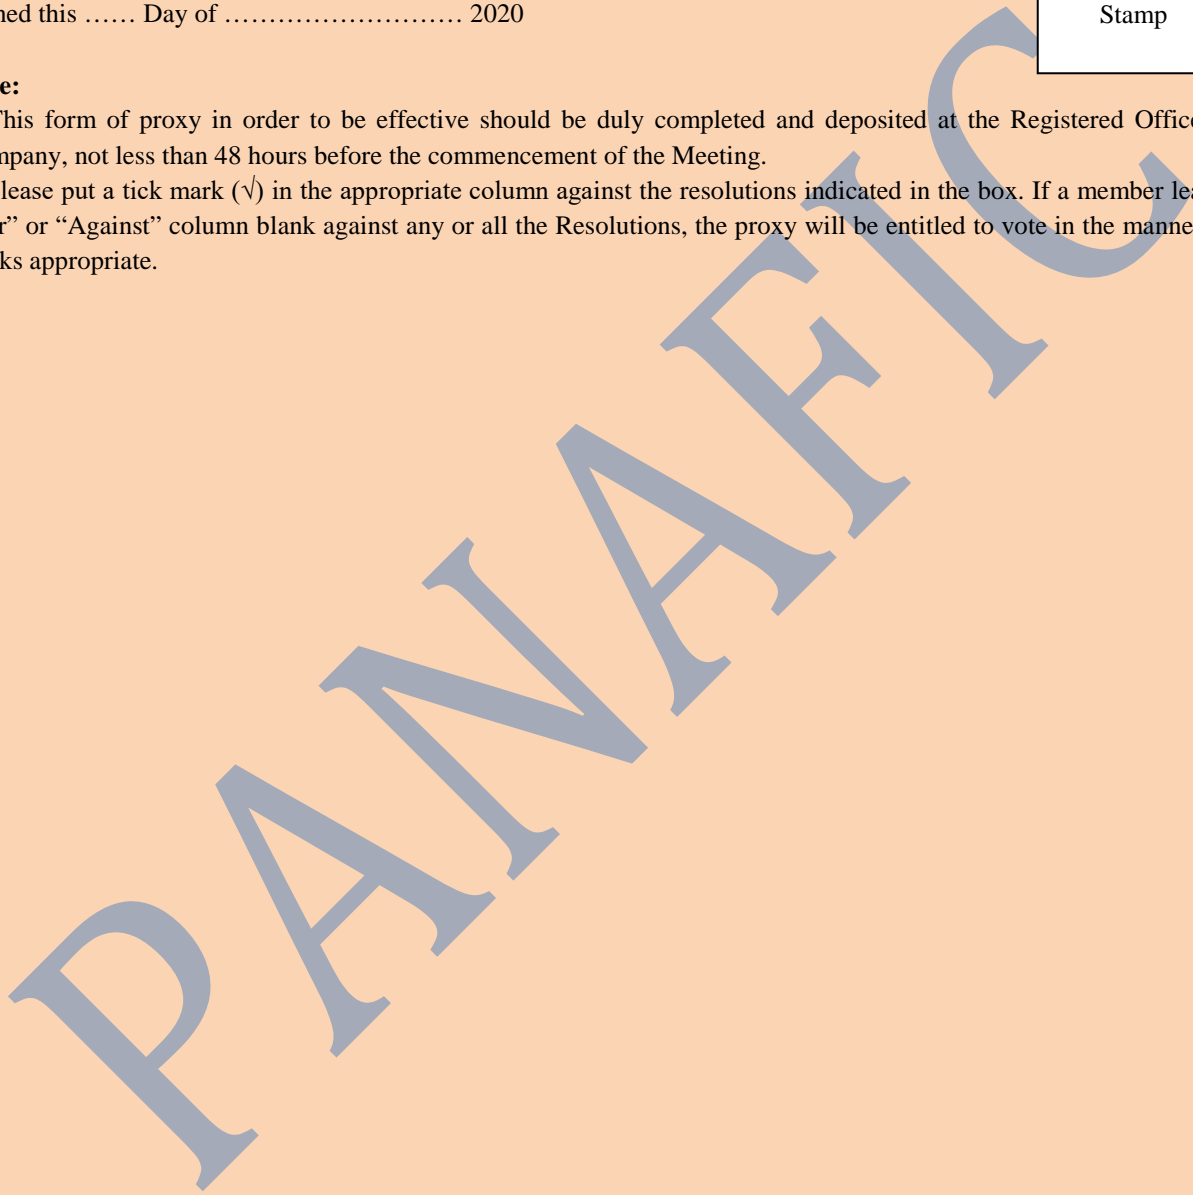 ned this …… Day of ……………………… 2020
Stamp
e:
This form of proxy in order to be effective should be duly completed and deposited at the Registered Office
mpany, not less than 48 hours before the commencement of the Meeting.
lease put a tick mark (√) in the appropriate column against the resolutions indicated in the box. If a member lea
r” or “Against” column blank against any or all the Resolutions, the proxy will be entitled to vote in the manne
ks appropriate.
PANAFIC